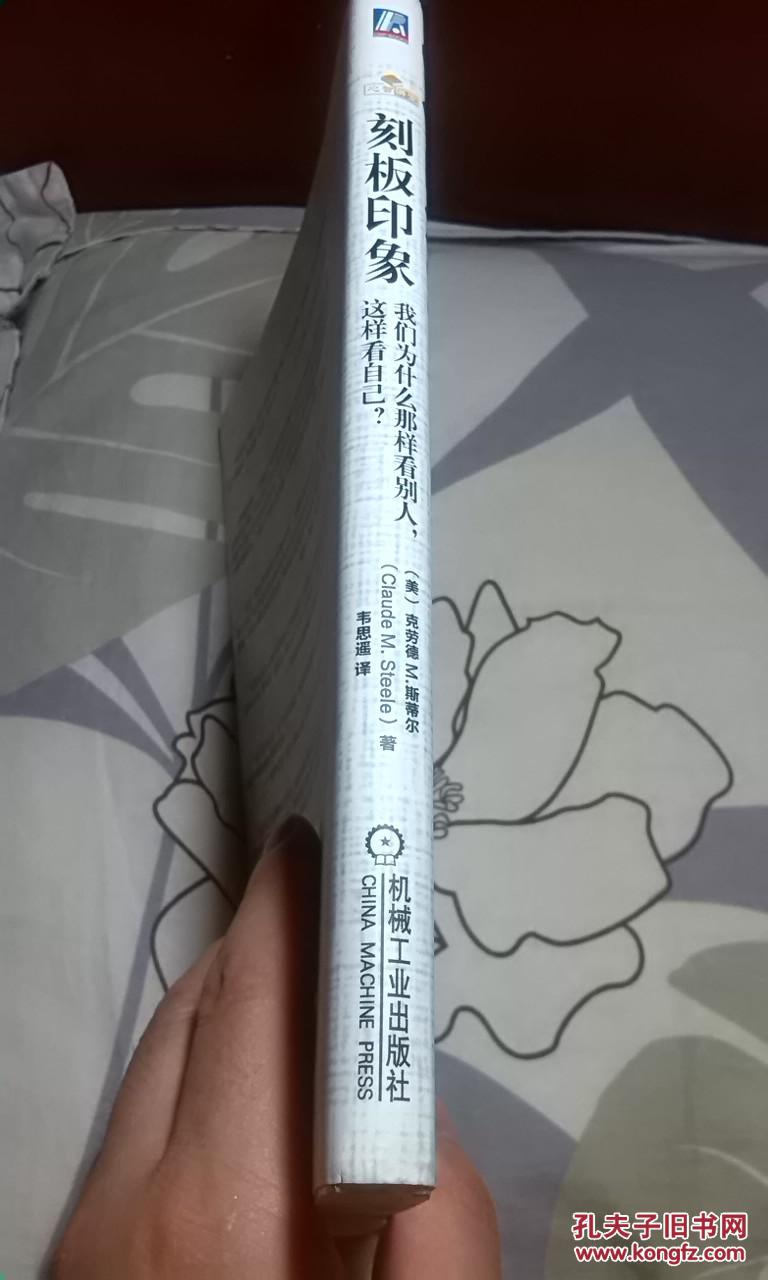 刻板印象
我们为什么那样看别人，
这样看自己？
（美）克劳德 M.斯蒂尔
（Claude M. Steele）著
韦思遥 译
机械工业出版社
CHINA MACHINE PRESS
孔夫子旧书网
www.kongfz.com